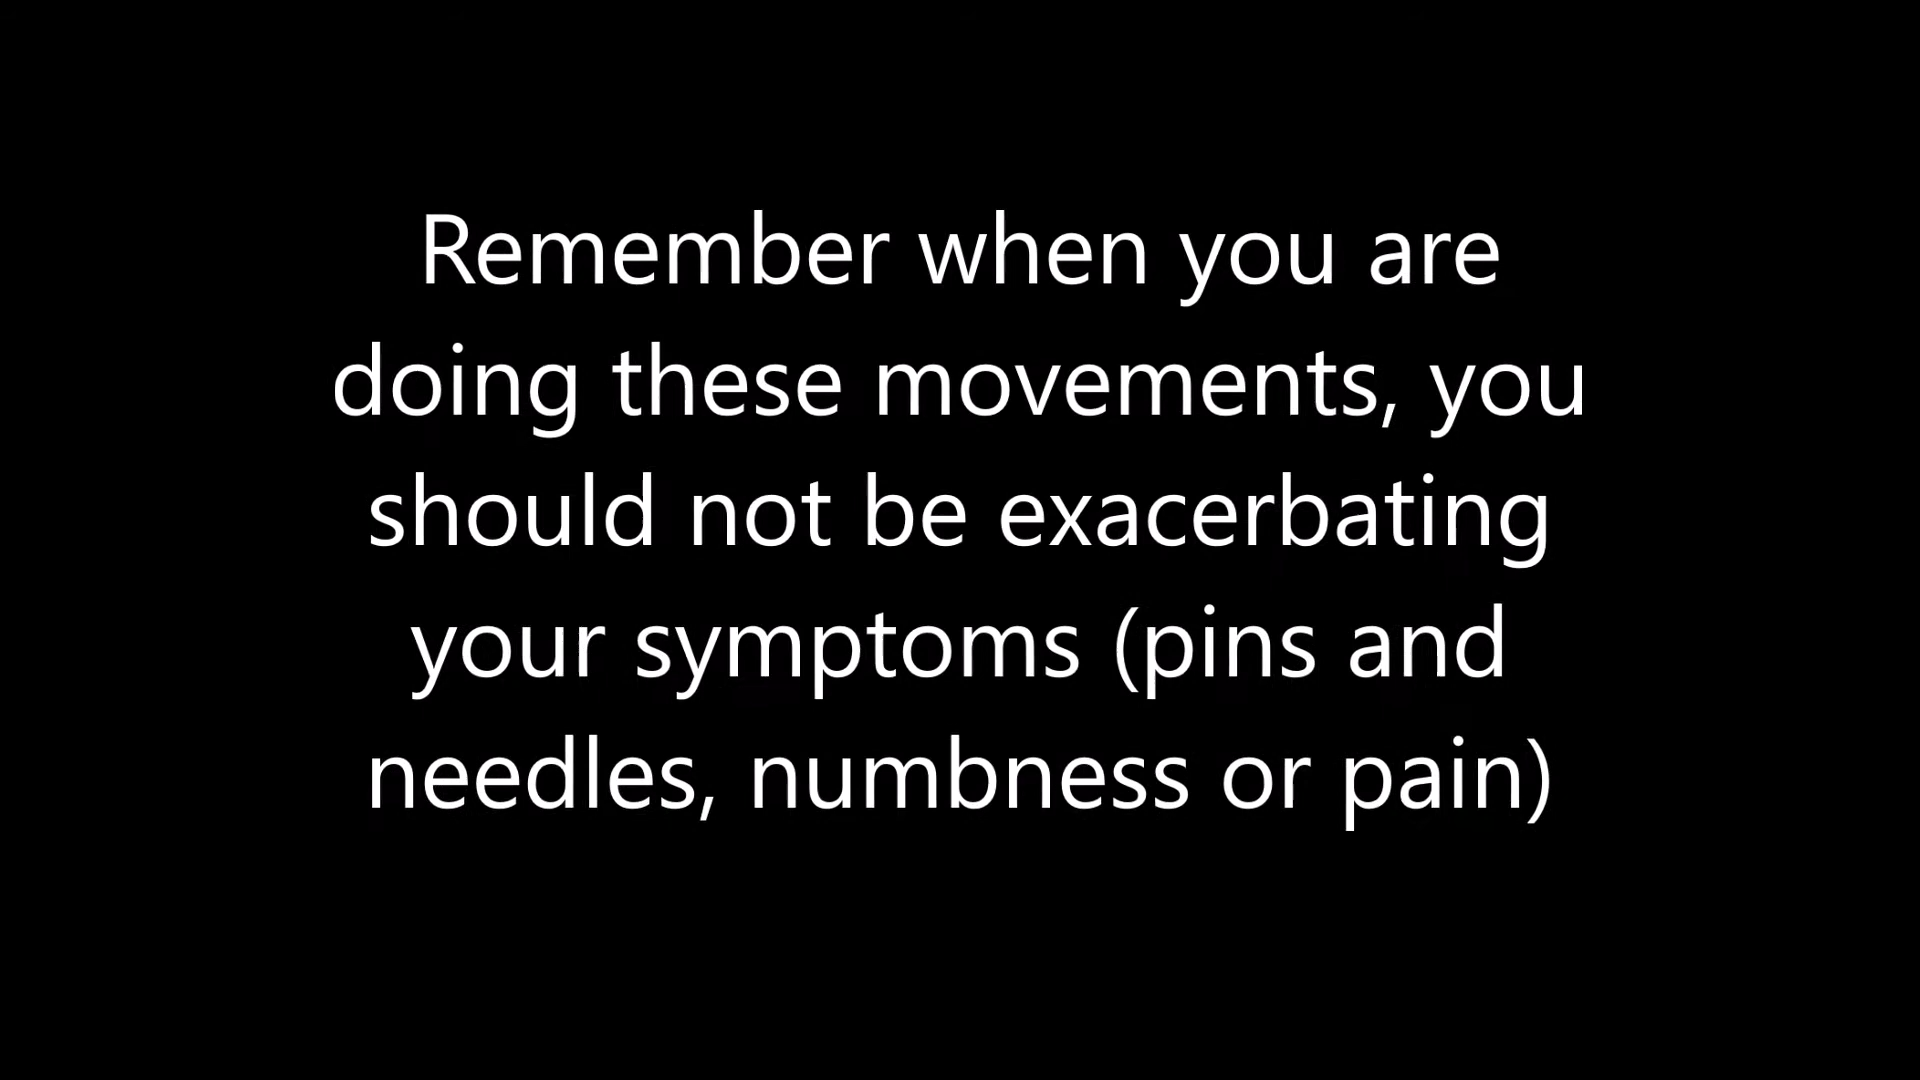 Remember when you are
doing these movements, you
should not be exacerbating
your symptoms (pins and
needles, numbness or pain)